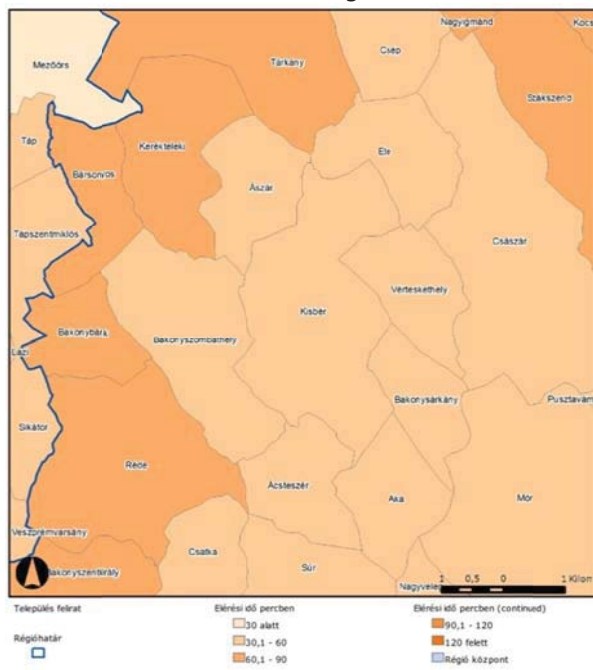 Nagyigmánd
Kocs
Csép
Mezőörs
Tárkány
Szákszend
Táp
Kerékteleki
Ete
Bársonyos
Ászár
Tápszentmiklós
Császár
Vérteskethely
Kisbér
Bakonybánk
Bakonyszombathely
Lázi
Bakonysárkány
Pusztavám
Sikátor
Réde
Ácsteszér
Aka
Mór
Veszprémvarsány
Csatka
Súr
Bakonyszentkirály
Nagyveleg
1 0,5 0 1 Kilom
Település felirat
Elérési idő percben
Elérési idő percben (continued)
30 alatt
90,1 - 120
Régióhatár
30,1 - 60
120 felett
60,1 - 90
Régió központ